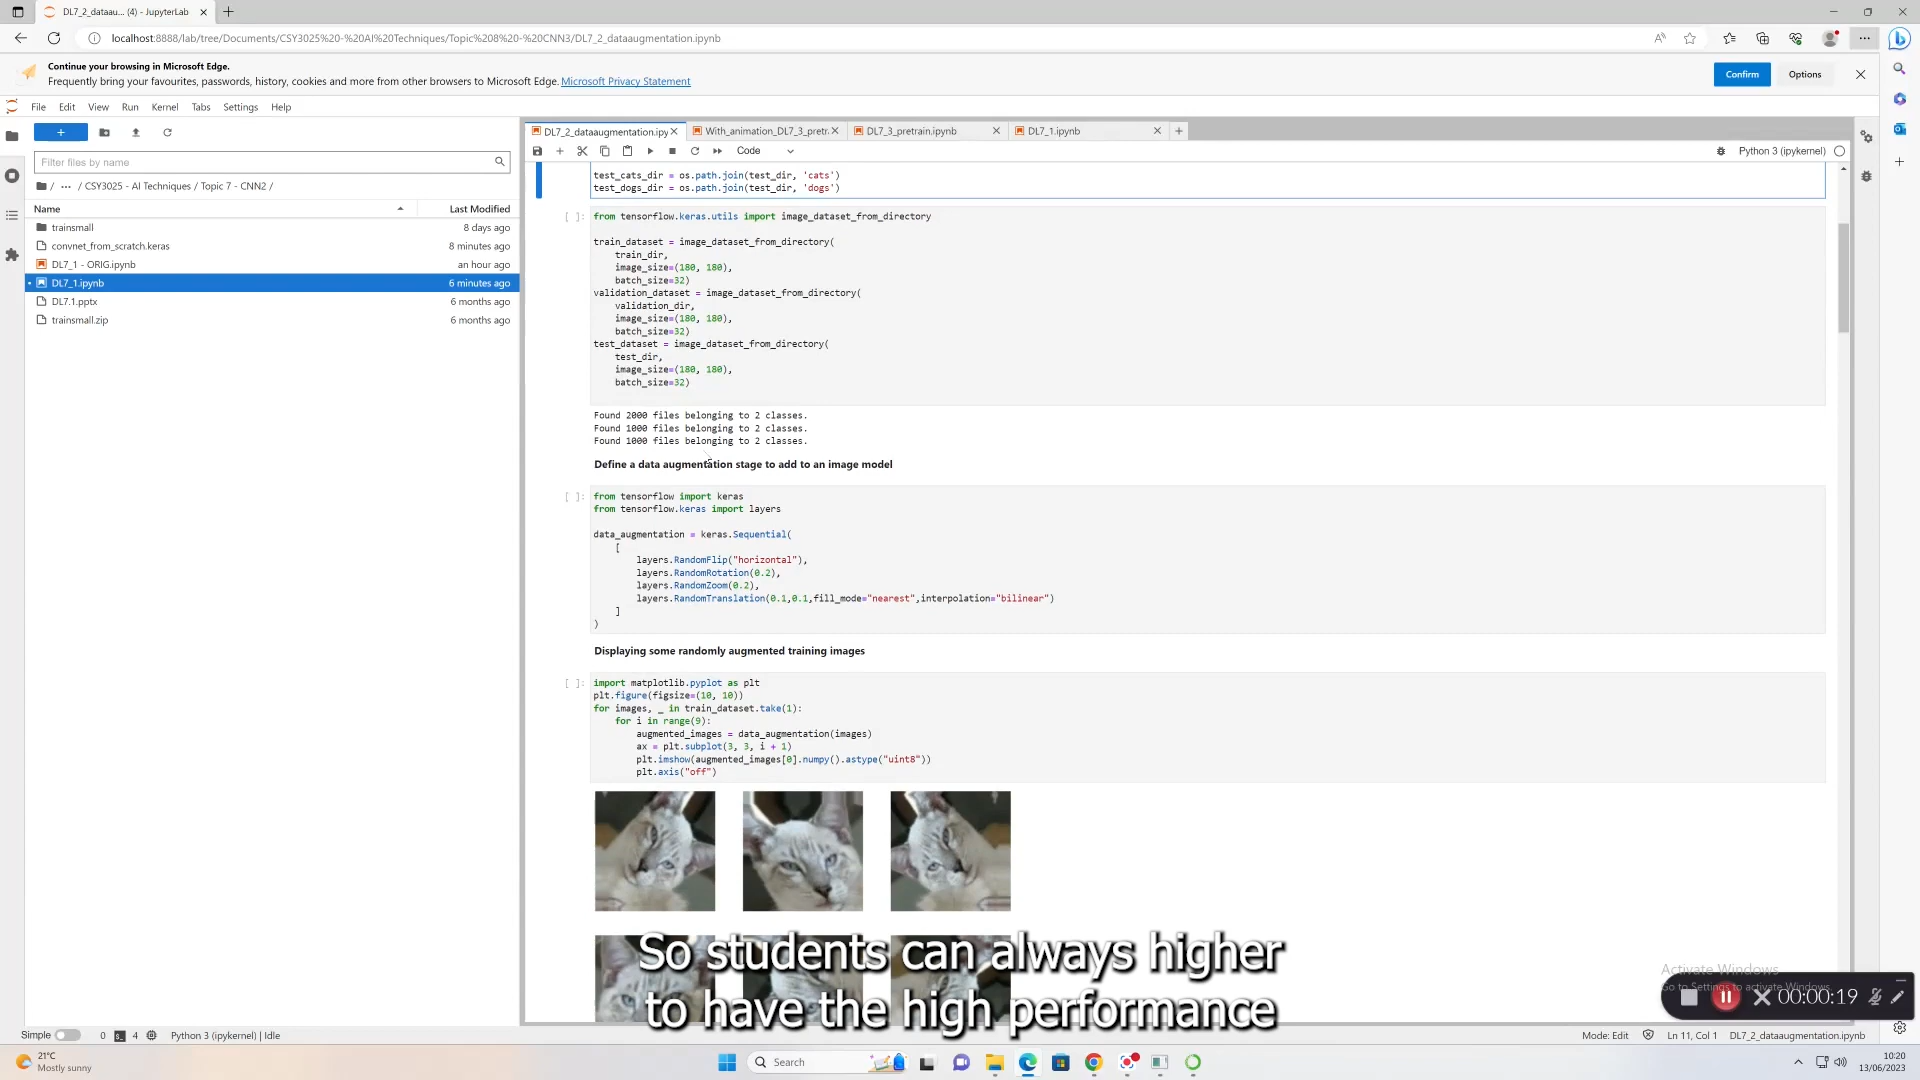 DL7_2_dataau... (4) - JupyterLab
localhost:8888/lab/tree/Documents/CSY3025%20-%20AI%20Techniques/Topic%208%20-%20CNN3/DL7_2_dataaugmentation.ipynb
Continue your browsing in Microsoft Edge.
Frequently bring your favourites, passwords, history, cookies and more from other browsers to Microsoft Edge. Microsoft Privacy Statement
Confirm
Options
File Edit View Run Kernel Tabs Settings Help
DL7_2_dataaugmentation.ipy
With_animation_DL7_3_pretr.
DL7_3_pretrain.ipynb
DL7_1.ipynb
Code
Python 3 (ipykernel)
Filter files by name
/ ... / CSY3025 - AI Techniques / Topic 7 - CNN2 /
Name Last Modified
trainsmall 8 days ago
convnet_from_scratch.keras 8 minutes ago
DL7_1 - ORIG.ipynb an hour ago
DL7_1.ipynb 6 minutes ago
DL7.1.pptx 6 months ago
trainsmall.zip 6 months ago
test_cats_dir = os.path.join(test_dir, 'cats')
test_dogs_dir = os.path.join(test_dir, 'dogs')
[ ]: from tensorflow.keras.utils import image_dataset_from_directory
train_dataset = image_dataset_from_directory(
train_dir,
image_size=(180, 180),
batch_size=32)
validation_dataset = image_dataset_from_directory(
validation_dir,
image_size=(180, 180),
batch_size=32)
test_dataset = image_dataset_from_directory(
test_dir,
image_size=(180, 180),
batch_size=32)
Found 2000 files belonging to 2 classes.
Found 1000 files belonging to 2 classes.
Found 1000 files belonging to 2 classes.
Define a data augmentation stage to add to an image model
[ ]: from tensorflow import keras
from tensorflow.keras import layers
data_augmentation = keras.Sequential(
[
layers.RandomFlip("horizontal"),
layers.RandomRotation(0.2),
layers.RandomZoom(0.2),
layers.RandomTranslation(0.1,0.1,fill_mode="nearest",interpolation="bilinear")
]
)
Displaying some randomly augmented training images
[ ]: import matplotlib.pyplot as plt
plt.figure(figsize=(10, 10))
for images, _ in train_dataset.take(1):
for i in range(9):
augmented_images = data_augmentation(images)
ax = plt.subplot(3, 3, i + 1)
plt.imshow(augmented_images[0].numpy().astype("uint8"))
plt.axis("off")
So students can always higher
to have the high performance
Activate Windows
Go to Settings to activate Windows.
00:00:19
Simple 0 4 Python 3 (ipykernel) | Idle
Mode: Edit Ln 11, Col 1 DL7_2_dataaugmentation.ipynb
21°C
Mostly sunny
Search
10:20
13/06/2023